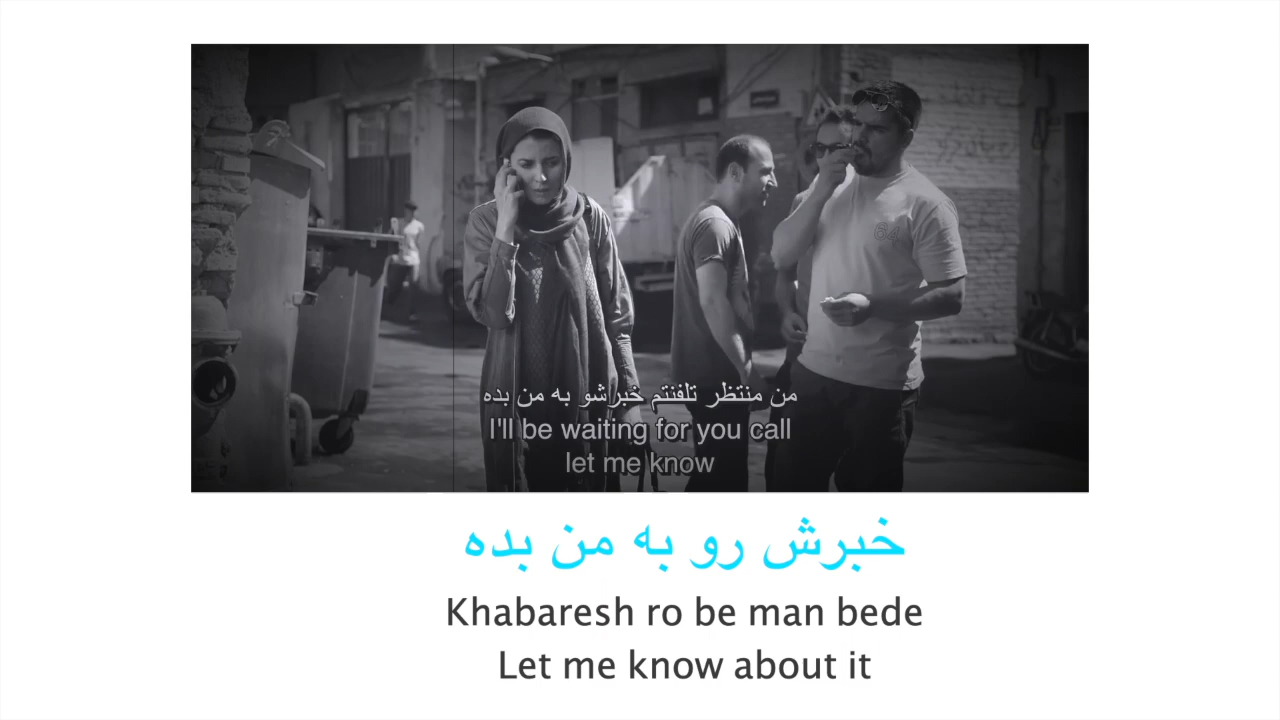 من منتظر تلفنتم خبرشو به من بده
I'll be waiting for you call
let me know
خبرش رو به من بده
Khabaresh ro be man bede
Let me know about it